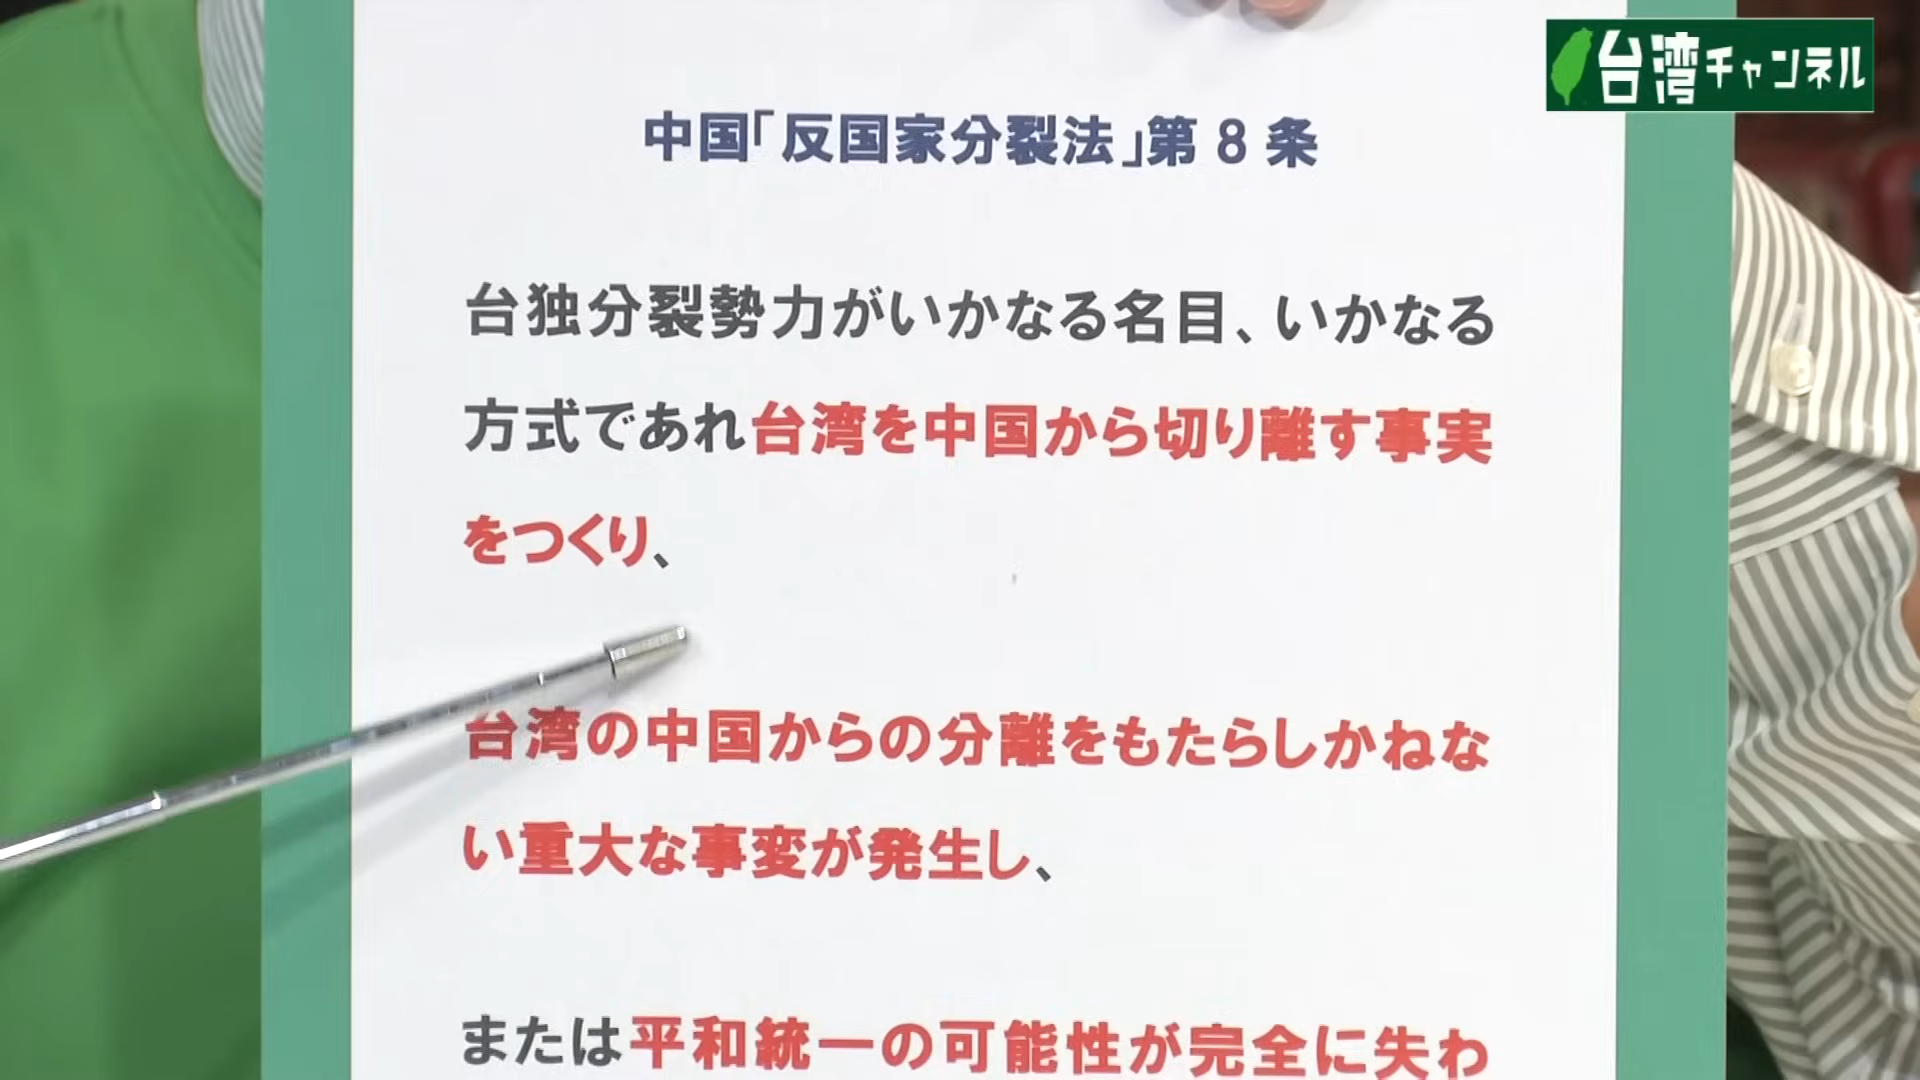 台湾チャンネル
中国「反国家分裂法」第8条
台独分裂勢力がいかなる名目、いかなる
方式であれ台湾を中国から切り離す事実
をつくり、
台湾の中国からの分離をもたらしかねな
い重大な事変が発生し、
または平和統一の可能性が完全に失わ